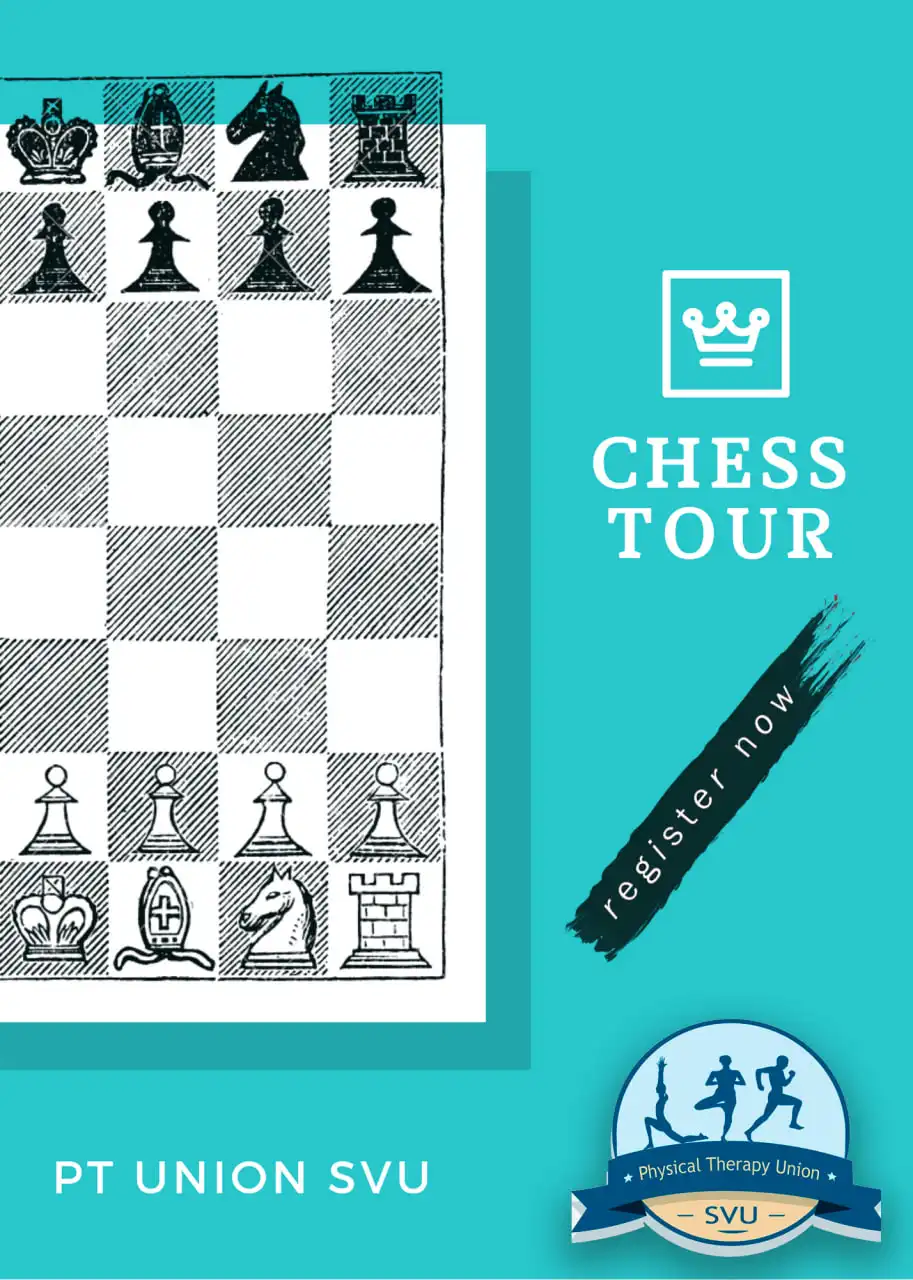 CHESS
TOUR
register now
PT UNION SVU
Physical Therapy Union
SVU